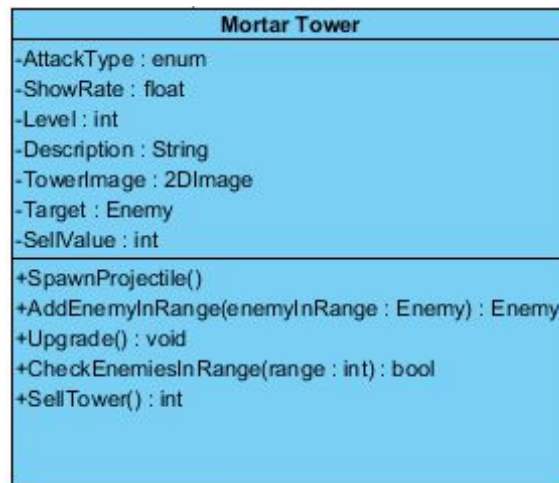 Mortar Tower
-AttackType : enum
-ShowRate : float
-Level : int
-Description : String
-TowerImage : 2DImage
-Target : Enemy
-SellValue : int
+SpawnProjectile()
+AddEnemyInRange(enemyInRange : Enemy) : Enemy
+Upgrade() : void
+CheckEnemiesInRange(range : int) : bool
+SellTower() : int